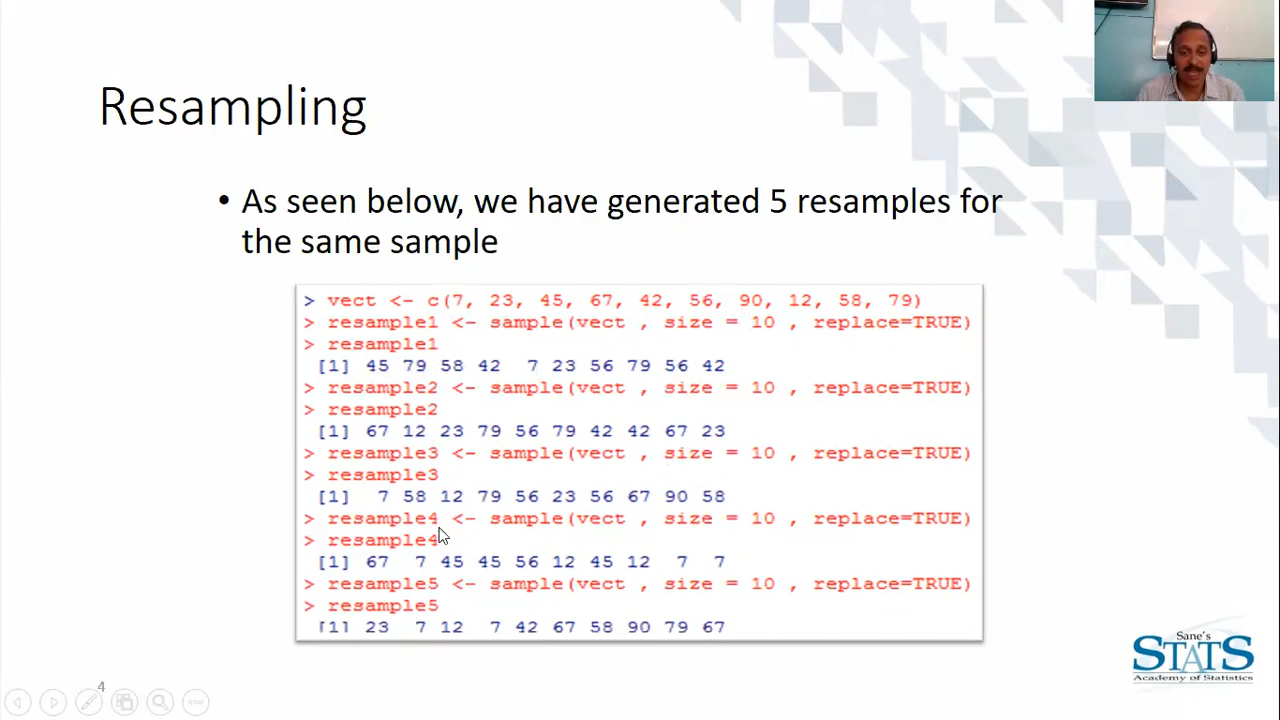 Resampling
• As seen below, we have generated 5 resamples for
the same sample
> vect <- c(7, 23, 45, 67, 42, 56, 90, 12, 58, 79)
> resample1 <- sample(vect , size = 10 , replace=TRUE)
> resample1
[1] 45 79 58 42  7 23 56 79 56 42
> resample2 <- sample(vect , size = 10 , replace=TRUE)
> resample2
[1] 67 12 23 79 56 79 42 42 67 23
> resample3 <- sample(vect , size = 10 , replace=TRUE)
> resample3
[1]  7 58 12 79 56 23 56 67 90 58
> resample4 <- sample(vect , size = 10 , replace=TRUE)
> resample4
[1] 67  7 45 45 56 12 45 12  7  7
> resample5 <- sample(vect , size = 10 , replace=TRUE)
> resample5
[1] 23  7 12  7 42 67 58 90 79 67
Sane's
STATS
Academy of Statistics
4